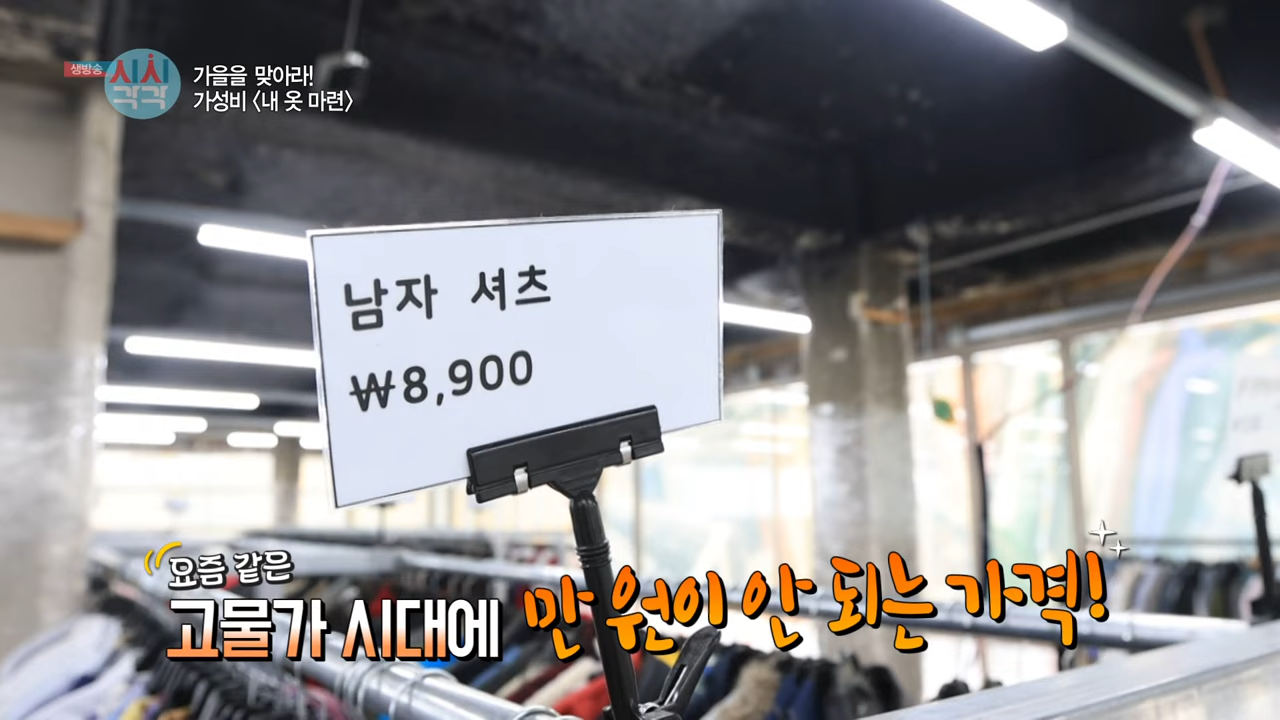 생방송
시시각각
가을을 맞아라!
가성비 <내 옷 마련>
남자 셔츠
₩8,900
요즘 같은
고물가 시대에 만 원이 안 되는 가격!